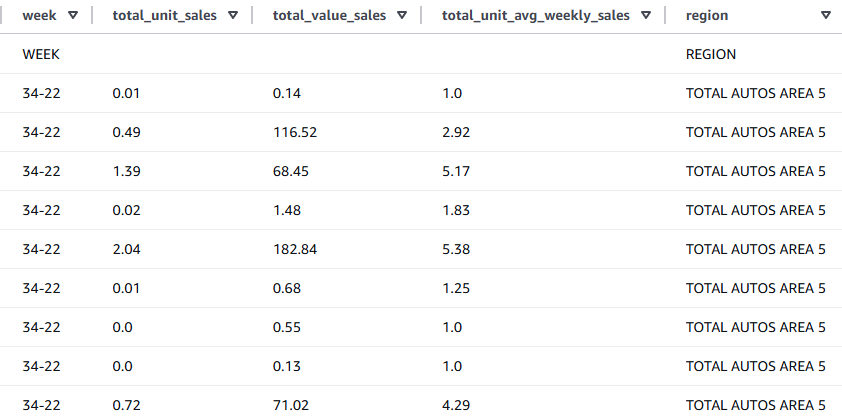 week total_unit_sales total_value_sales total_unit_avg_weekly_sales region
WEEK REGION
34-22 0.01 0.14 1.0 TOTAL AUTOS AREA 5
34-22 0.49 116.52 2.92 TOTAL AUTOS AREA 5
34-22 1.39 68.45 5.17 TOTAL AUTOS AREA 5
34-22 0.02 1.48 1.83 TOTAL AUTOS AREA 5
34-22 2.04 182.84 5.38 TOTAL AUTOS AREA 5
34-22 0.01 0.68 1.25 TOTAL AUTOS AREA 5
34-22 0.0 0.55 1.0 TOTAL AUTOS AREA 5
34-22 0.0 0.13 1.0 TOTAL AUTOS AREA 5
34-22 0.72 71.02 4.29 TOTAL AUTOS AREA 5